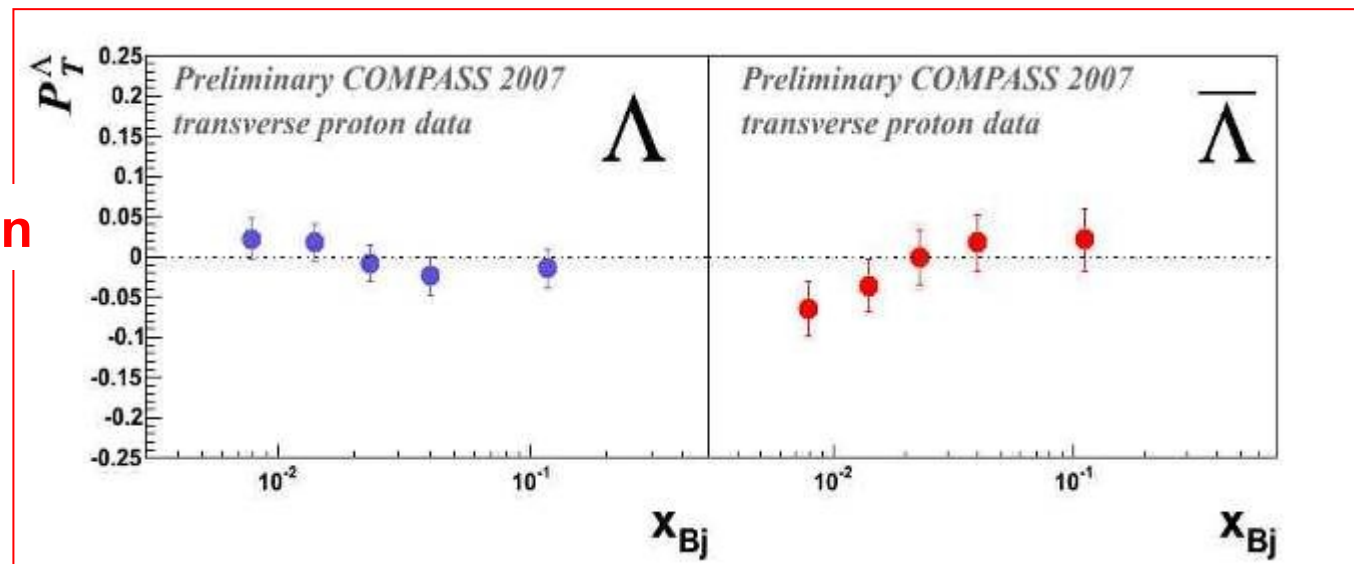 P_T^Λ
0.25
0.2
0.15
0.1
0.05
0
-0.05
-0.1
-0.15
-0.2
-0.25
n
Preliminary COMPASS 2007
transverse proton data
Λ
10⁻²
10⁻¹
x_Bj
Preliminary COMPASS 2007
transverse proton data
Λ̅
10⁻²
10⁻¹
x_Bj